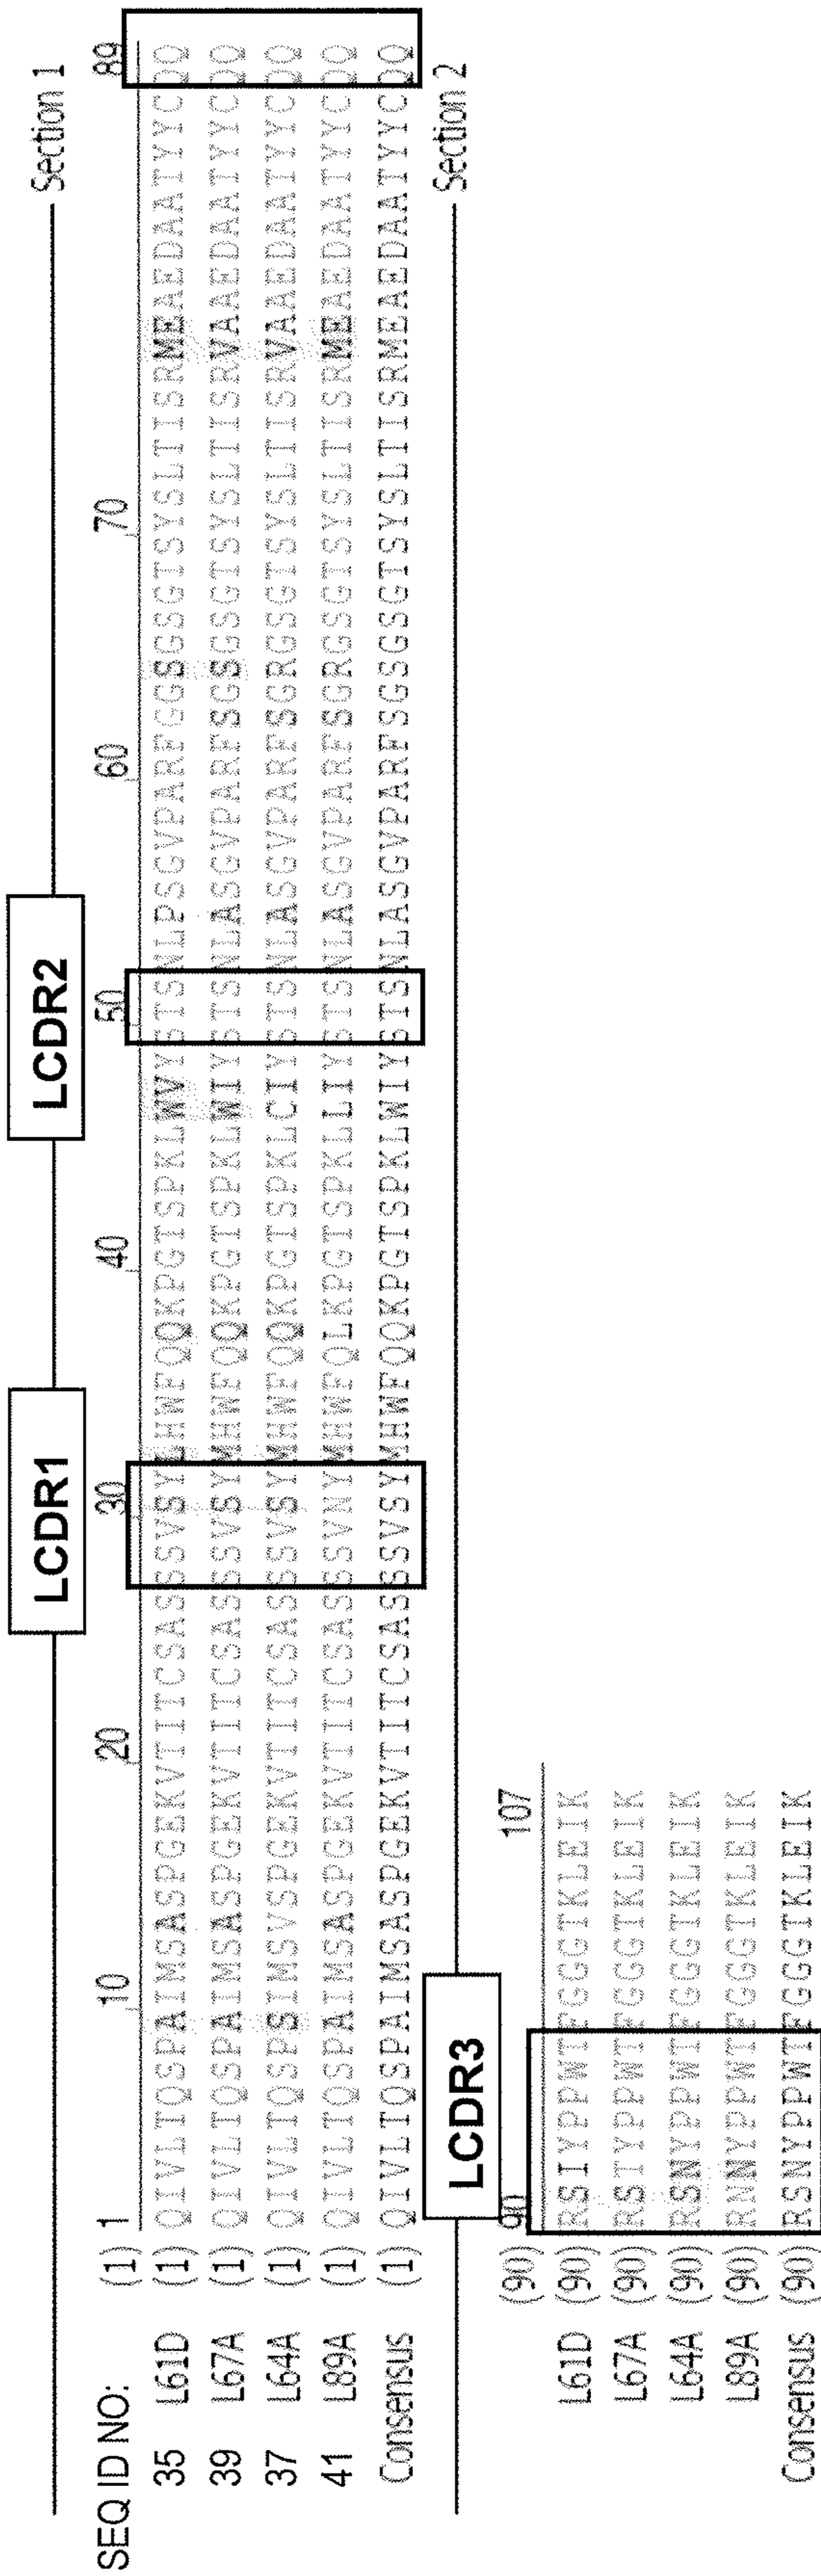 LCDR1 LCDR2
Section 1
SEQ ID NO: (1) 1 10 20 30 40 50 60 70 89
35 L61D (1) QIVLTQSPAIMSASPGEKVTITCSASSSVSYLHWFQQKPGTSPKLWVYSTSNLPSGVPARFGGSGSGTSYSLTISRMEAEDAATYYCQQ
39 L67A (1) QIVLTQSPAIMSASPGEKVTITCSASSSVSYMHWFQQKPGTSPKLWIYSTSNLASGVPARFSGSGSGTSYSLTISRVAAEDAATYYCQQ
37 L64A (1) QIVLTQSPSIMSVSPGEKVTITCSASSSVSYMHWFQQKPGTSPKLCIYSTSNLASGVPARFSGRGSGTSYSLTISRVAAEDAATYYCQQ
41 L89A (1) QIVLTQSPAIMSASPGEKVTITCSASSSVNYMHWFQLKPGTSPKLLIYSTSNLASGVPARFSGRGSGTSYSLTISRMEAEDAATYYCQQ
Consensus (1) QIVLTQSPAIMSASPGEKVTITCSASSSVSYMHWFQQKPGTSPKLWIYSTSNLASGVPARFSGSGSGTSYSLTISRMEAEDAATYYCQQ
LCDR3
Section 2
(90) 90 107
L61D (90) RSIYPPWTFGGGTKLEIK
L67A (90) RSTYPPWTFGGGTKLEIK
L64A (90) RSNYPPWTFGGGTKLEIK
L89A (90) RNNYPPWTFGGGTKLEIK
Consensus (90) RSNYPPWTFGGGTKLEIK